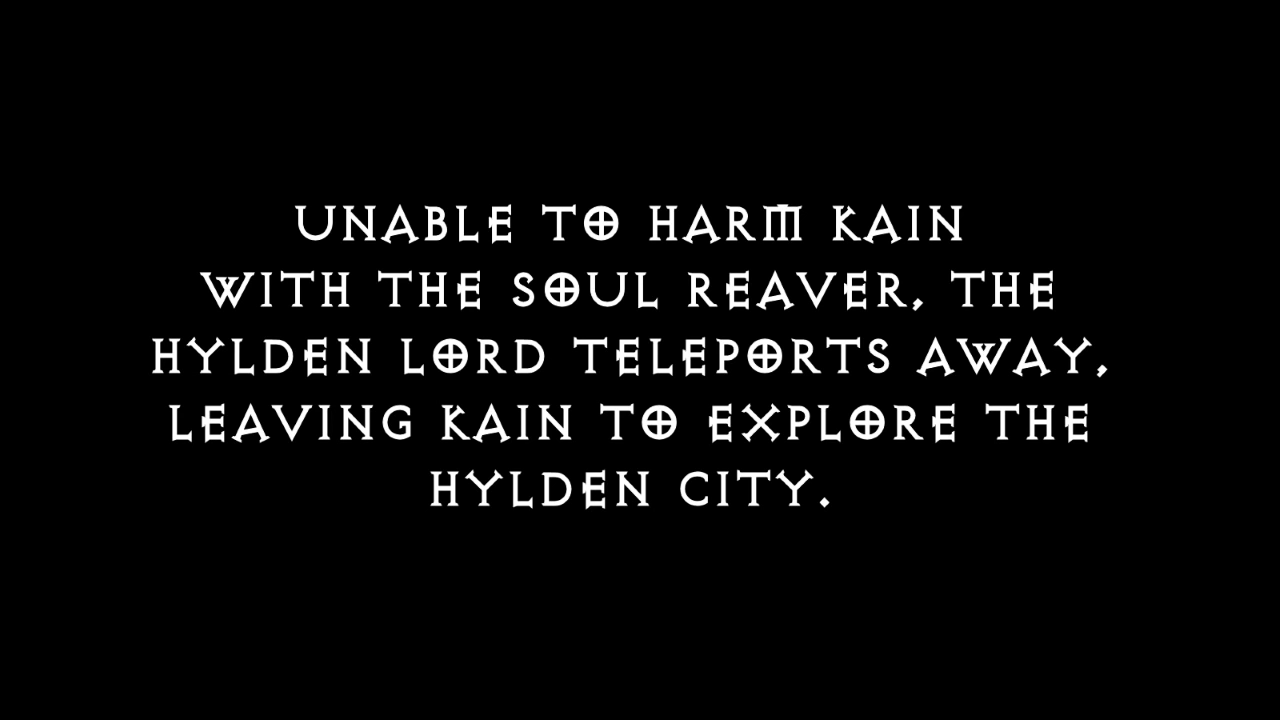 UNABLE TO HARM KAIN
WITH THE SOUL REAVER, THE
HYLDEN LORD TELEPORTS AWAY,
LEAVING KAIN TO EXPLORE THE
HYLDEN CITY.